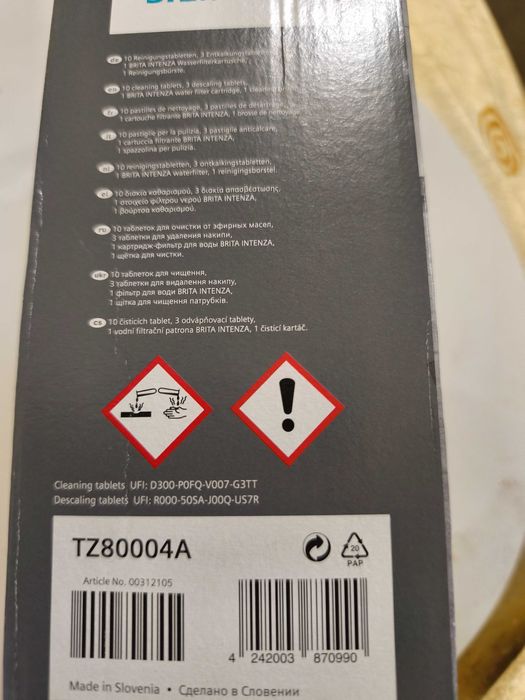 de 10 Reinigungstabletten, 3 Entkalkungstabletten,
1 BRITA INTENZA Wasserfilterkartusche,
1 Reinigungsbürste.
en 10 cleaning tablets, 3 descaling tablets,
1 BRITA INTENZA water filter cartridge, 1 cleaning
fr 10 pastilles de nettoyage, 3 pastilles de détartrage,
1 cartouche filtrante BRITA INTENZA, 1 brosse de nettoyage
it 10 pastiglie per la pulizia, 3 pastiglie anticalcare,
1 cartuccia filtrante BRITA INTENZA,
1 spazzolina per pulizia.
nl 10 reinigingstabletten, 3 ontkalkingstabletten,
1 BRITA INTENZA waterfilter, 1 reinigingsborstel.
el 10 δισκία καθαρισμού, 3 δισκία απασβέστωσης,
1 στοιχείο φίλτρου νερού BRITA INTENZA,
1 βούρτσα καθαρισμού.
ru 10 таблеток для очистки от эфирных масел,
3 таблетки для удаления накипи,
1 картридж-фильтр для воды BRITA INTENZA,
1 щётка для чистки.
ukr 10 таблеток для чищення,
3 таблетки для видалення накипу,
1 фільтр для води BRITA INTENZA,
1 щітка для чищення патрубків.
cs 10 čisticích tablet, 3 odvápňovací tablety,
1 vodní filtrační patrona BRITA INTENZA, 1 čisticí kartáč.
Cleaning tablets UFI: D300-P0FQ-V007-G3TT
Descaling tablets UFI: R000-50SA-J00Q-US7R
TZ80004A
20
PAP
Article No. 00312105
4 242003 870990
Made in Slovenia • Сделано в Словении